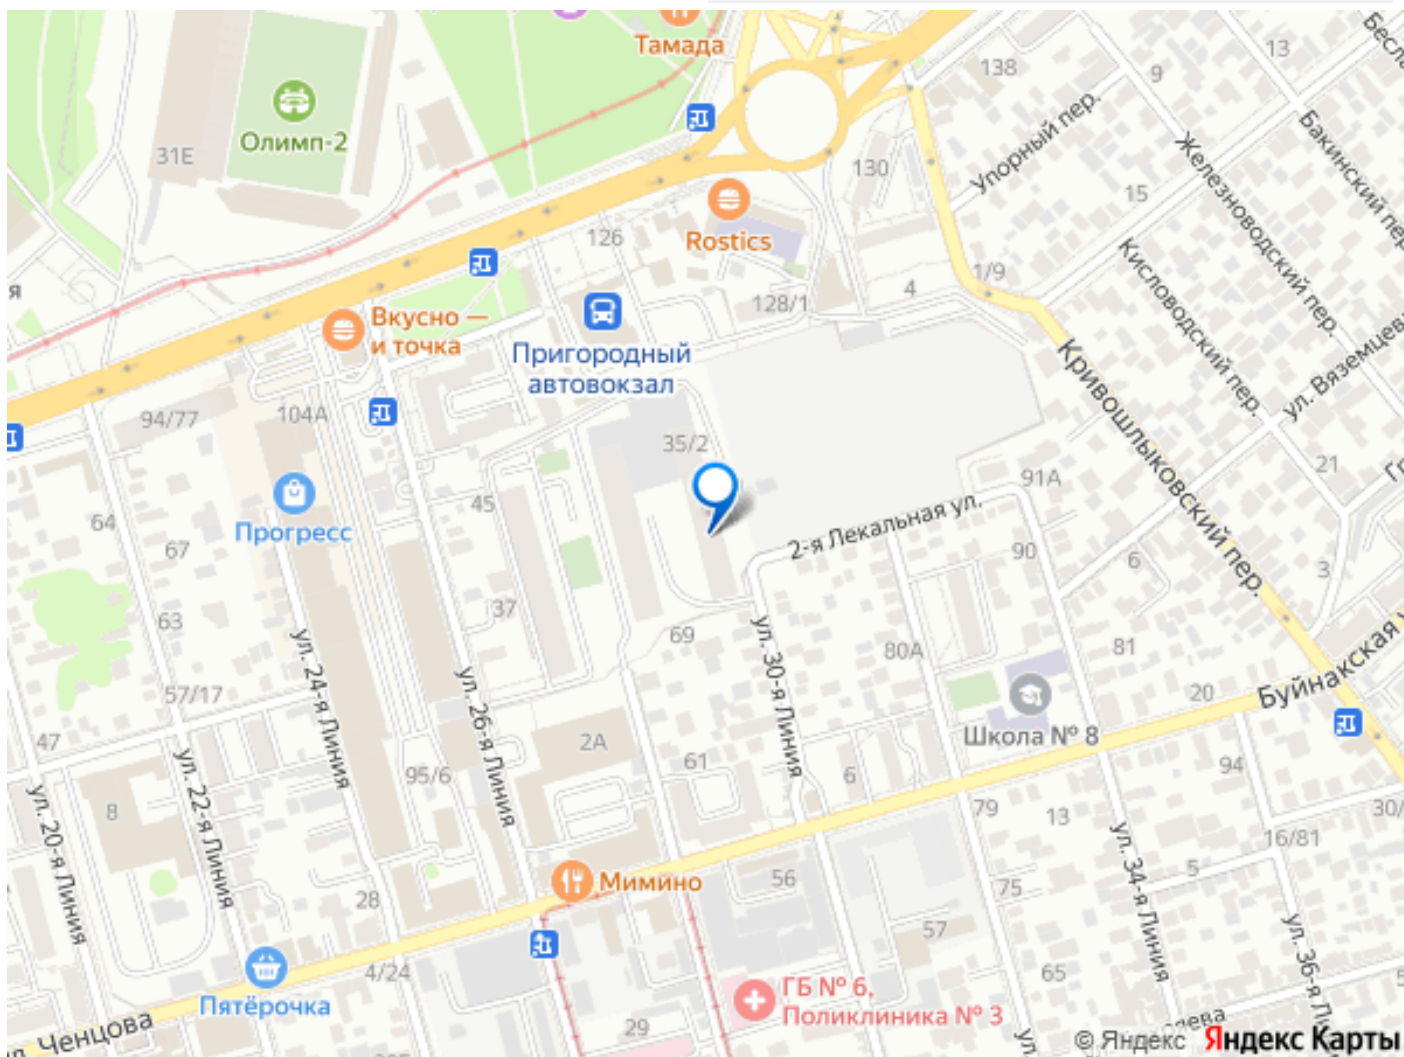 Тамада
138
13
9
Бесла
Олимп-2
31Е
Упорный пер.
130
Бакинский пер.
Железноводский пер.
15
Rostics
126
Кисловодский пер.
1/9
4
128/1
я
Вкусно —
и точка
Пригородный
автовокзал
ул. Вяземцев
Кривошлыковский пер.
94/77
104А
35/2
21
Гр
91А
45
64
Прогресс
67
2-я Лекальная ул.
90
6
3
37
63
69
ул. 30-я Линия
80А
81
ул. 24-я Линия
ул. 26-я Линия
57/17
Школа № 8
20
Буйнакская у
47
2А
61
6
94
95/6
ул. 22-я Линия
ул. 20-я Линия
8
79
13
30/
16/81
ул. 34-я Линия
5
Мимино
56
75
28
57
ул. 36-я Ли
4/24
65
5
Пятёрочка
ГБ № 6,
Поликлиника № 3
29
ул
лева
л. Ченцова
© Яндекс Яндекс Карты